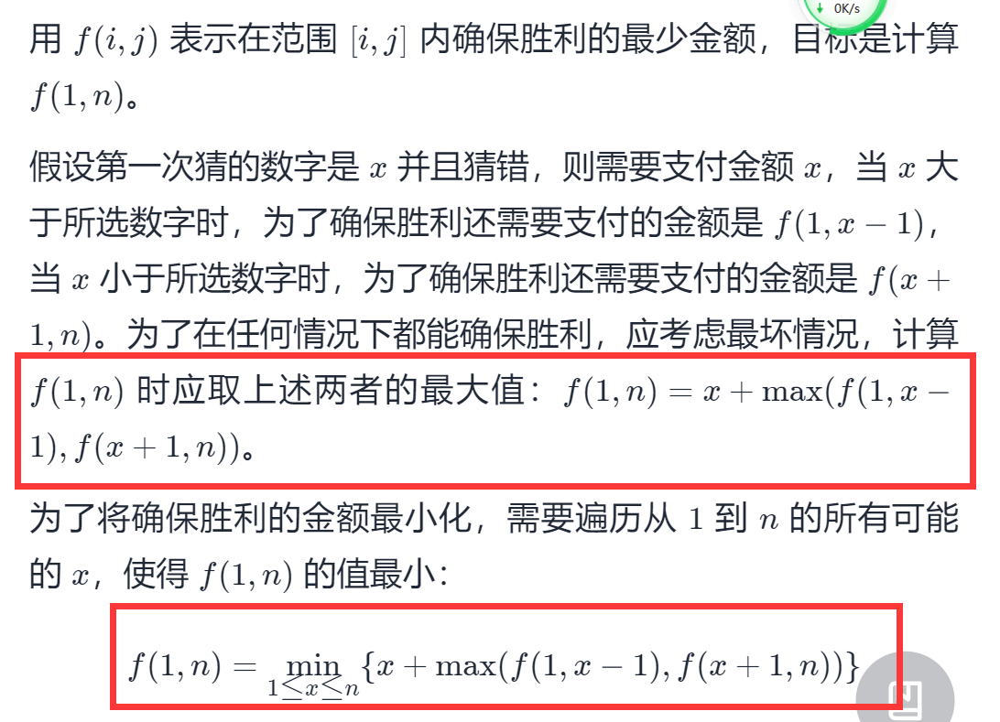 0K/s
用 f(i, j) 表示在范围 [i, j] 内确保胜利的最少金额，目标是计算
f(1, n)。
假设第一次猜的数字是 x 并且猜错，则需要支付金额 x，当 x 大
于所选数字时，为了确保胜利还需要支付的金额是 f(1, x − 1)，
当 x 小于所选数字时，为了确保胜利还需要支付的金额是 f(x +
1, n)。为了在任何情况下都能确保胜利，应考虑最坏情况，计算
f(1, n) 时应取上述两者的最大值：f(1, n) = x + max(f(1, x −
1), f(x + 1, n))。
为了将确保胜利的金额最小化，需要遍历从 1 到 n 的所有可能
的 x，使得 f(1, n) 的值最小：
f(1, n) = min {x + max(f(1, x − 1), f(x + 1, n))}
1≤x≤n